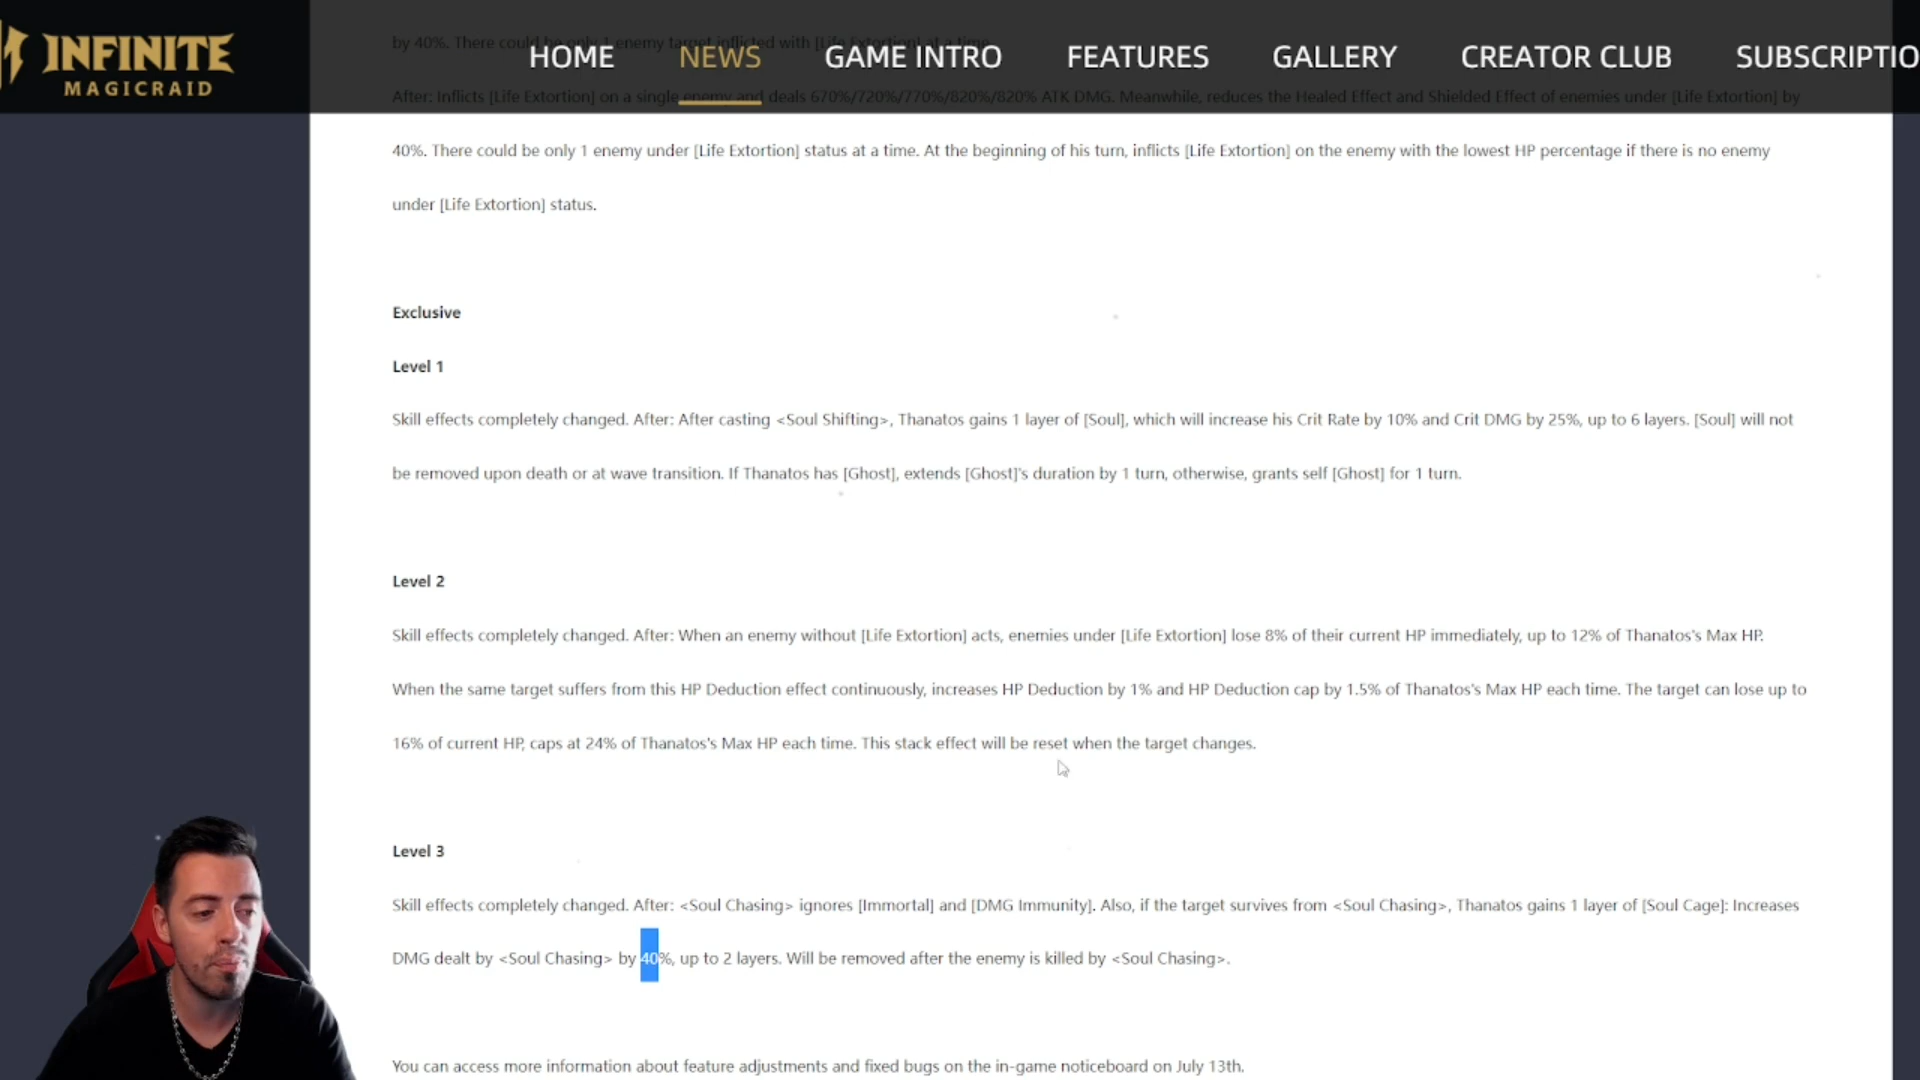 INFINITE
MAGICRAID
HOME NEWS GAME INTRO FEATURES GALLERY CREATOR CLUB SUBSCRIPTIO
by 40%. There could be only 1 enemy target inflicted with [Life Extortion] at a time.
After: Inflicts [Life Extortion] on a single enemy and deals 670%/720%/770%/820%/820% ATK DMG. Meanwhile, reduces the Healed Effect and Shielded Effect of enemies under [Life Extortion] by
40%. There could be only 1 enemy under [Life Extortion] status at a time. At the beginning of his turn, inflicts [Life Extortion] on the enemy with the lowest HP percentage if there is no enemy
under [Life Extortion] status.
Exclusive
Level 1
Skill effects completely changed. After: After casting <Soul Shifting>, Thanatos gains 1 layer of [Soul], which will increase his Crit Rate by 10% and Crit DMG by 25%, up to 6 layers. [Soul] will not
be removed upon death or at wave transition. If Thanatos has [Ghost], extends [Ghost]'s duration by 1 turn, otherwise, grants self [Ghost] for 1 turn.
Level 2
Skill effects completely changed. After: When an enemy without [Life Extortion] acts, enemies under [Life Extortion] lose 8% of their current HP immediately, up to 12% of Thanatos's Max HP.
When the same target suffers from this HP Deduction effect continuously, increases HP Deduction by 1% and HP Deduction cap by 1.5% of Thanatos's Max HP each time. The target can lose up to
16% of current HP, caps at 24% of Thanatos's Max HP each time. This stack effect will be reset when the target changes.
Level 3
Skill effects completely changed. After: <Soul Chasing> ignores [Immortal] and [DMG Immunity]. Also, if the target survives from <Soul Chasing>, Thanatos gains 1 layer of [Soul Cage]: Increases
DMG dealt by <Soul Chasing> by 40%, up to 2 layers. Will be removed after the enemy is killed by <Soul Chasing>.
You can access more information about feature adjustments and fixed bugs on the in-game noticeboard on July 13th.